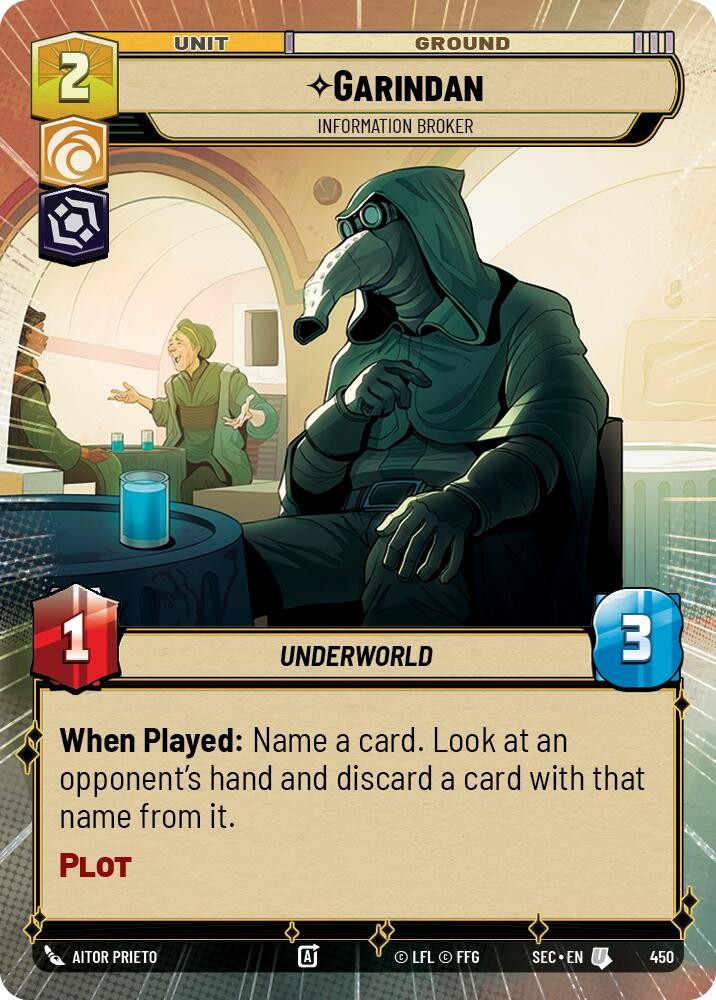 UNIT
GROUND
2
GARINDAN
INFORMATION BROKER
1
UNDERWORLD
3
When Played: Name a card. Look at an
opponent's hand and discard a card with that
name from it.
PLOT
AITOR PRIETO
A
© LFL © FFG
SEC•EN
U
450